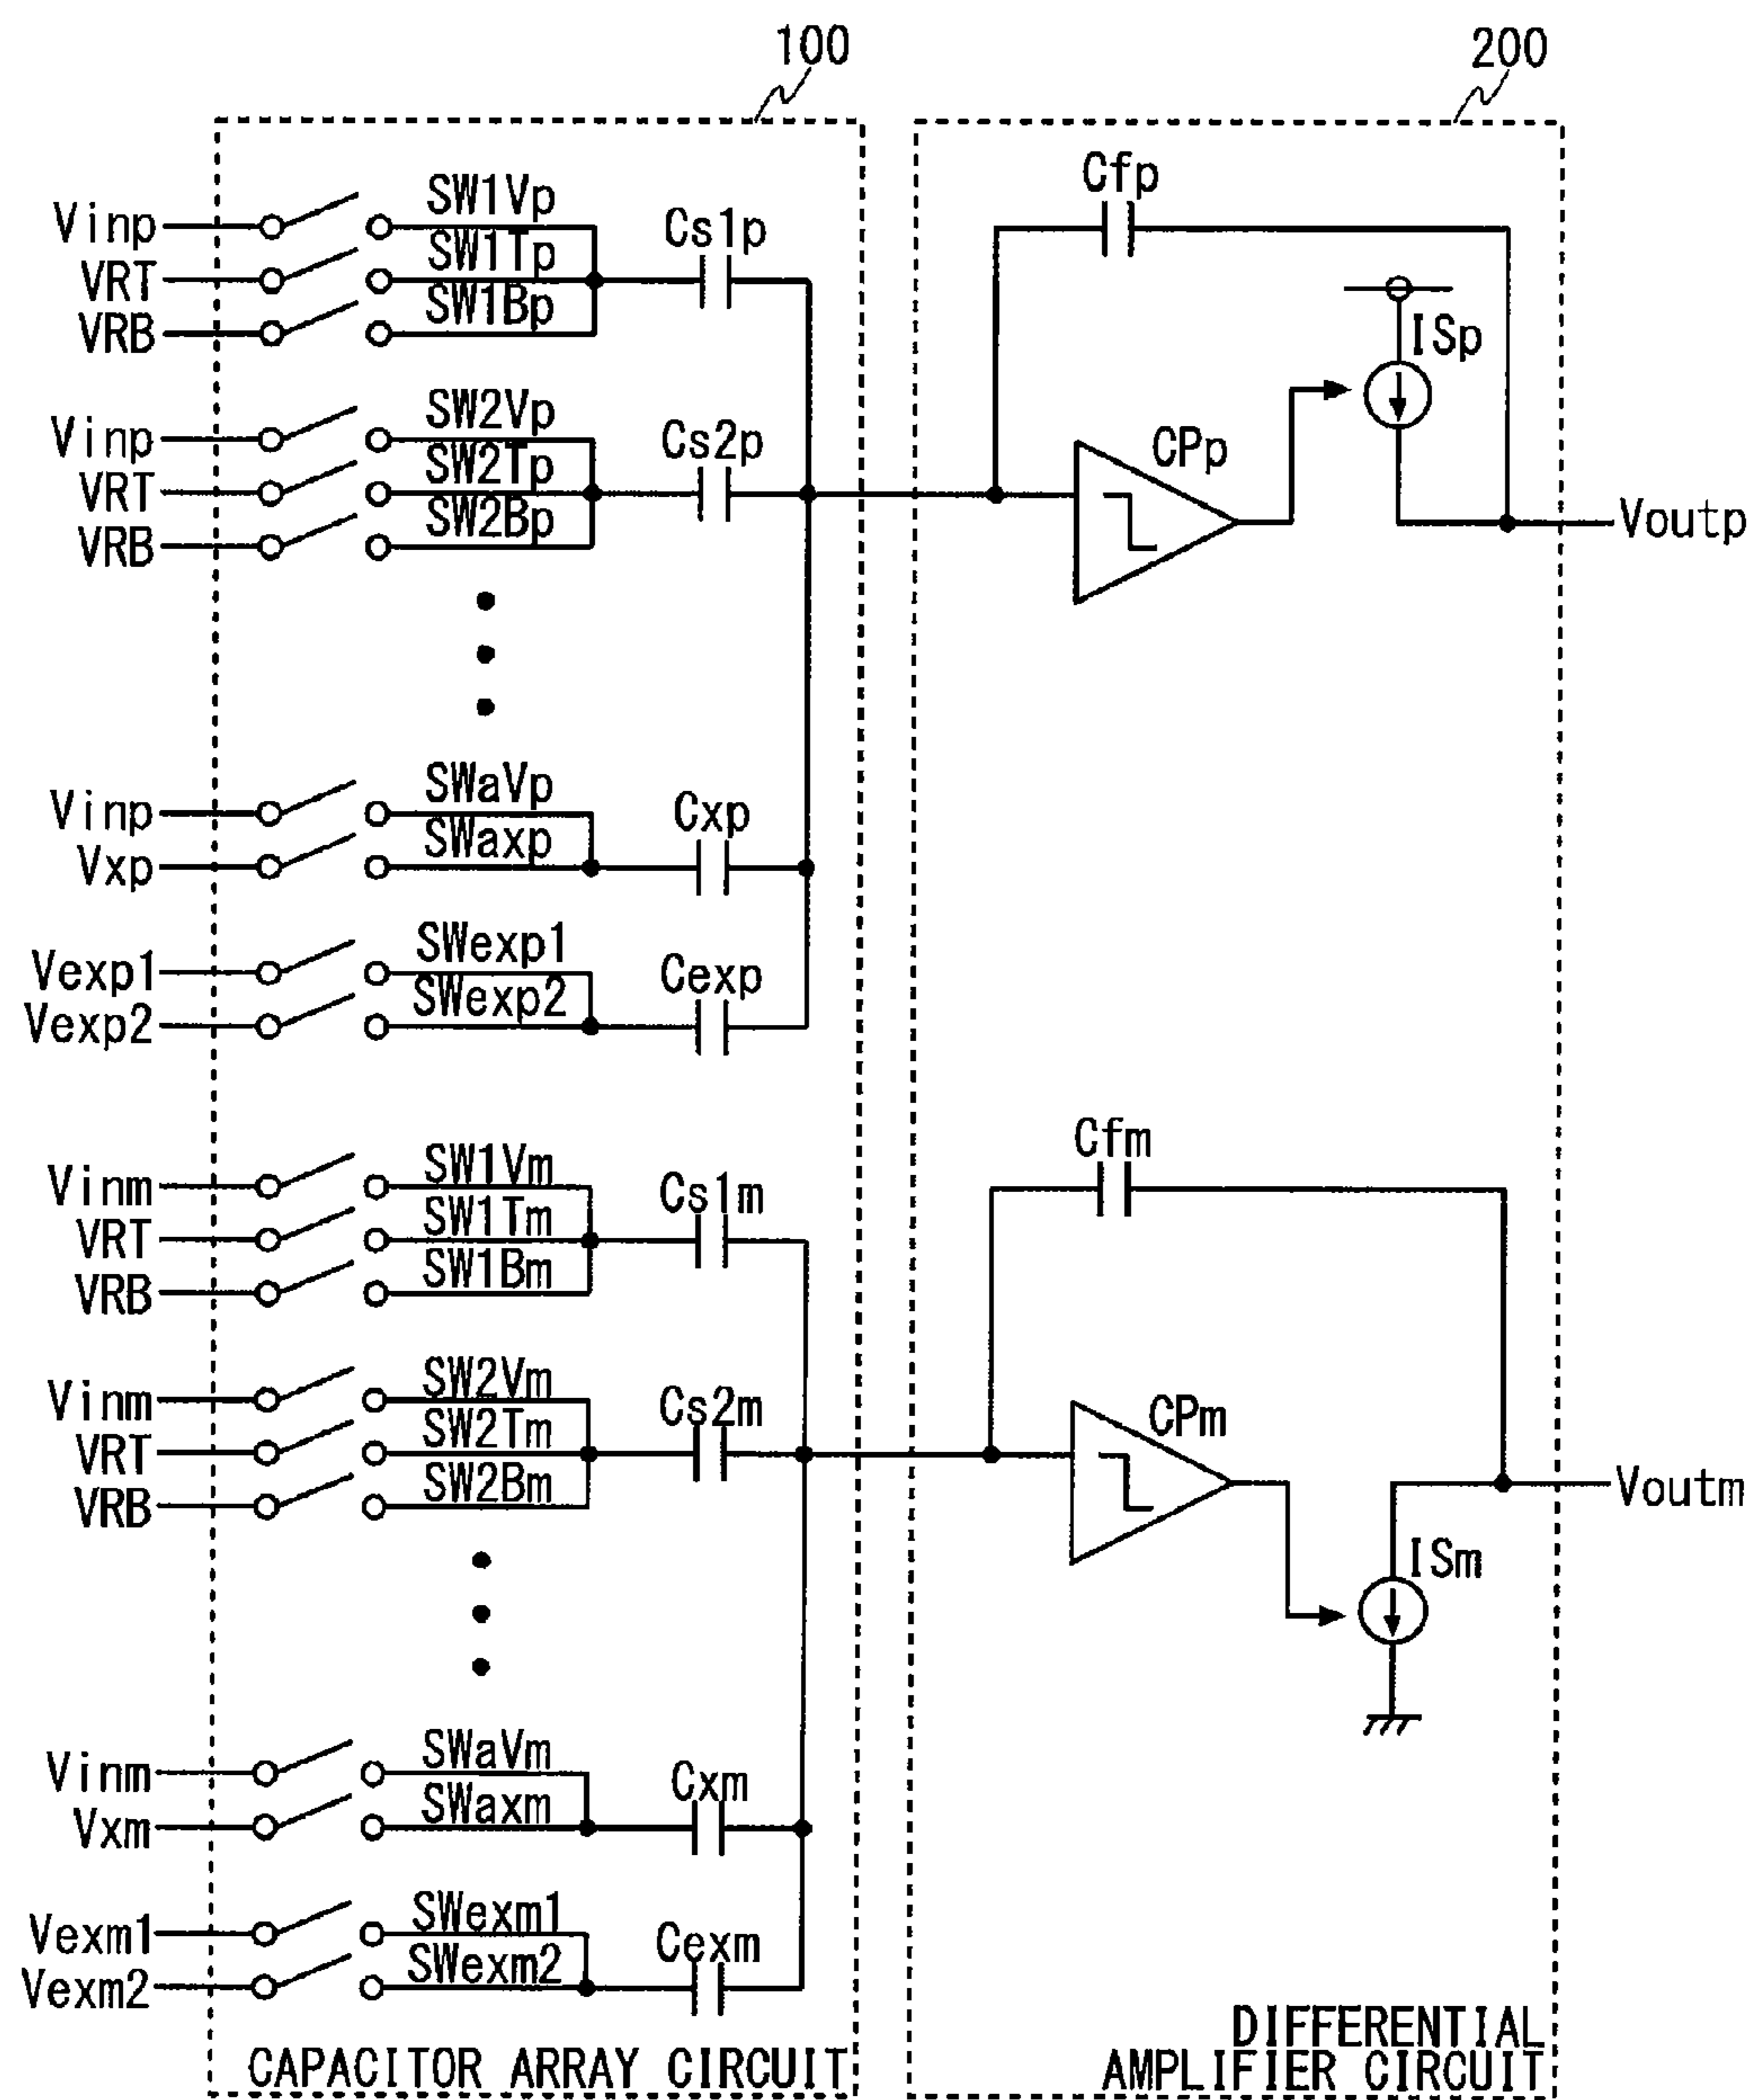 100
200
Vinp
SW1Vp
VRT
SW1Tp
VRB
SW1Bp
Cs1p
Vinp
SW2Vp
VRT
SW2Tp
VRB
SW2Bp
Cs2p
Vinp
SWaVp
Vxp
SWaxp
Cxp
Vexp1
SWexp1
Vexp2
SWexp2
Cexp
Cfp
ISp
CPp
Voutp
Vinm
SW1Vm
VRT
SW1Tm
VRB
SW1Bm
Cs1m
Vinm
SW2Vm
VRT
SW2Tm
VRB
SW2Bm
Cs2m
Vinm
SWaVm
Vxm
SWaxm
Cxm
Vexm1
SWexm1
Vexm2
SWexm2
Cexm
Cfm
CPm
ISm
Voutm
CAPACITOR ARRAY CIRCUIT
DIFFERENTIAL
AMPLIFIER CIRCUIT